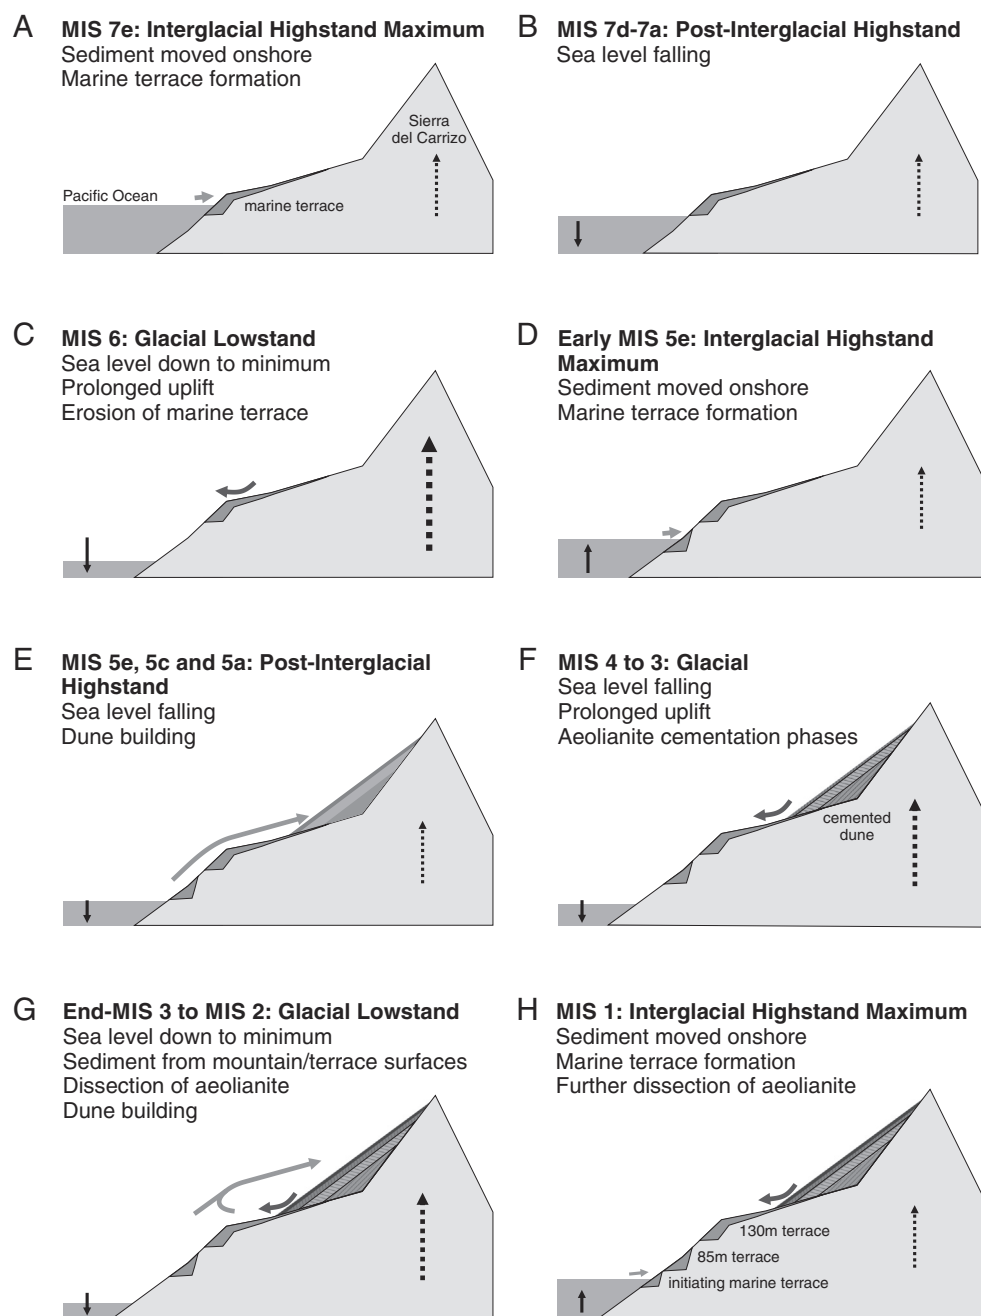 A
MIS 7e: Interglacial Highstand Maximum
Sediment moved onshore
Marine terrace formation
Sierra
del Carrizo
Pacific Ocean
marine terrace
B
MIS 7d-7a: Post-Interglacial Highstand
Sea level falling
C
MIS 6: Glacial Lowstand
Sea level down to minimum
Prolonged uplift
Erosion of marine terrace
D
Early MIS 5e: Interglacial Highstand
Maximum
Sediment moved onshore
Marine terrace formation
E
MIS 5e, 5c and 5a: Post-Interglacial
Highstand
Sea level falling
Dune building
F
MIS 4 to 3: Glacial
Sea level falling
Prolonged uplift
Aeolianite cementation phases
cemented
dune
G
End-MIS 3 to MIS 2: Glacial Lowstand
Sea level down to minimum
Sediment from mountain/terrace surfaces
Dissection of aeolianite
Dune building
H
MIS 1: Interglacial Highstand Maximum
Sediment moved onshore
Marine terrace formation
Further dissection of aeolianite
130m terrace
85m terrace
initiating marine terrace